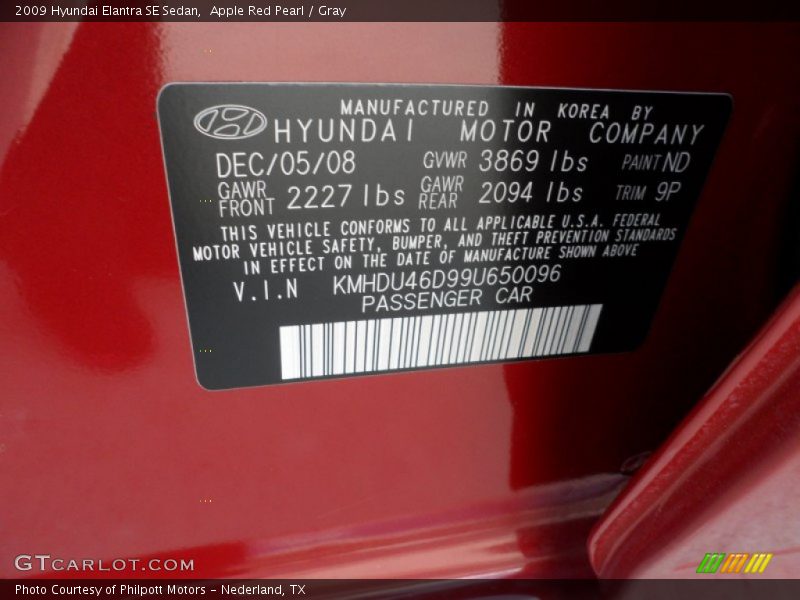 2009 Hyundai Elantra SE Sedan,  Apple Red Pearl / Gray
MANUFACTURED IN KOREA BY
HYUNDAI MOTOR COMPANY
DEC/05/08 GVWR 3869 lbs PAINT ND
GAWR FRONT 2227 lbs GAWR REAR 2094 lbs TRIM 9P
THIS VEHICLE CONFORMS TO ALL APPLICABLE U.S.A. FEDERAL
MOTOR VEHICLE SAFETY, BUMPER, AND THEFT PREVENTION STANDARDS
IN EFFECT ON THE DATE OF MANUFACTURE SHOWN ABOVE
V.I.N KMHDU46D99U650096
PASSENGER CAR
GTCARLOT.COM
Photo Courtesy of Philpott Motors - Nederland, TX